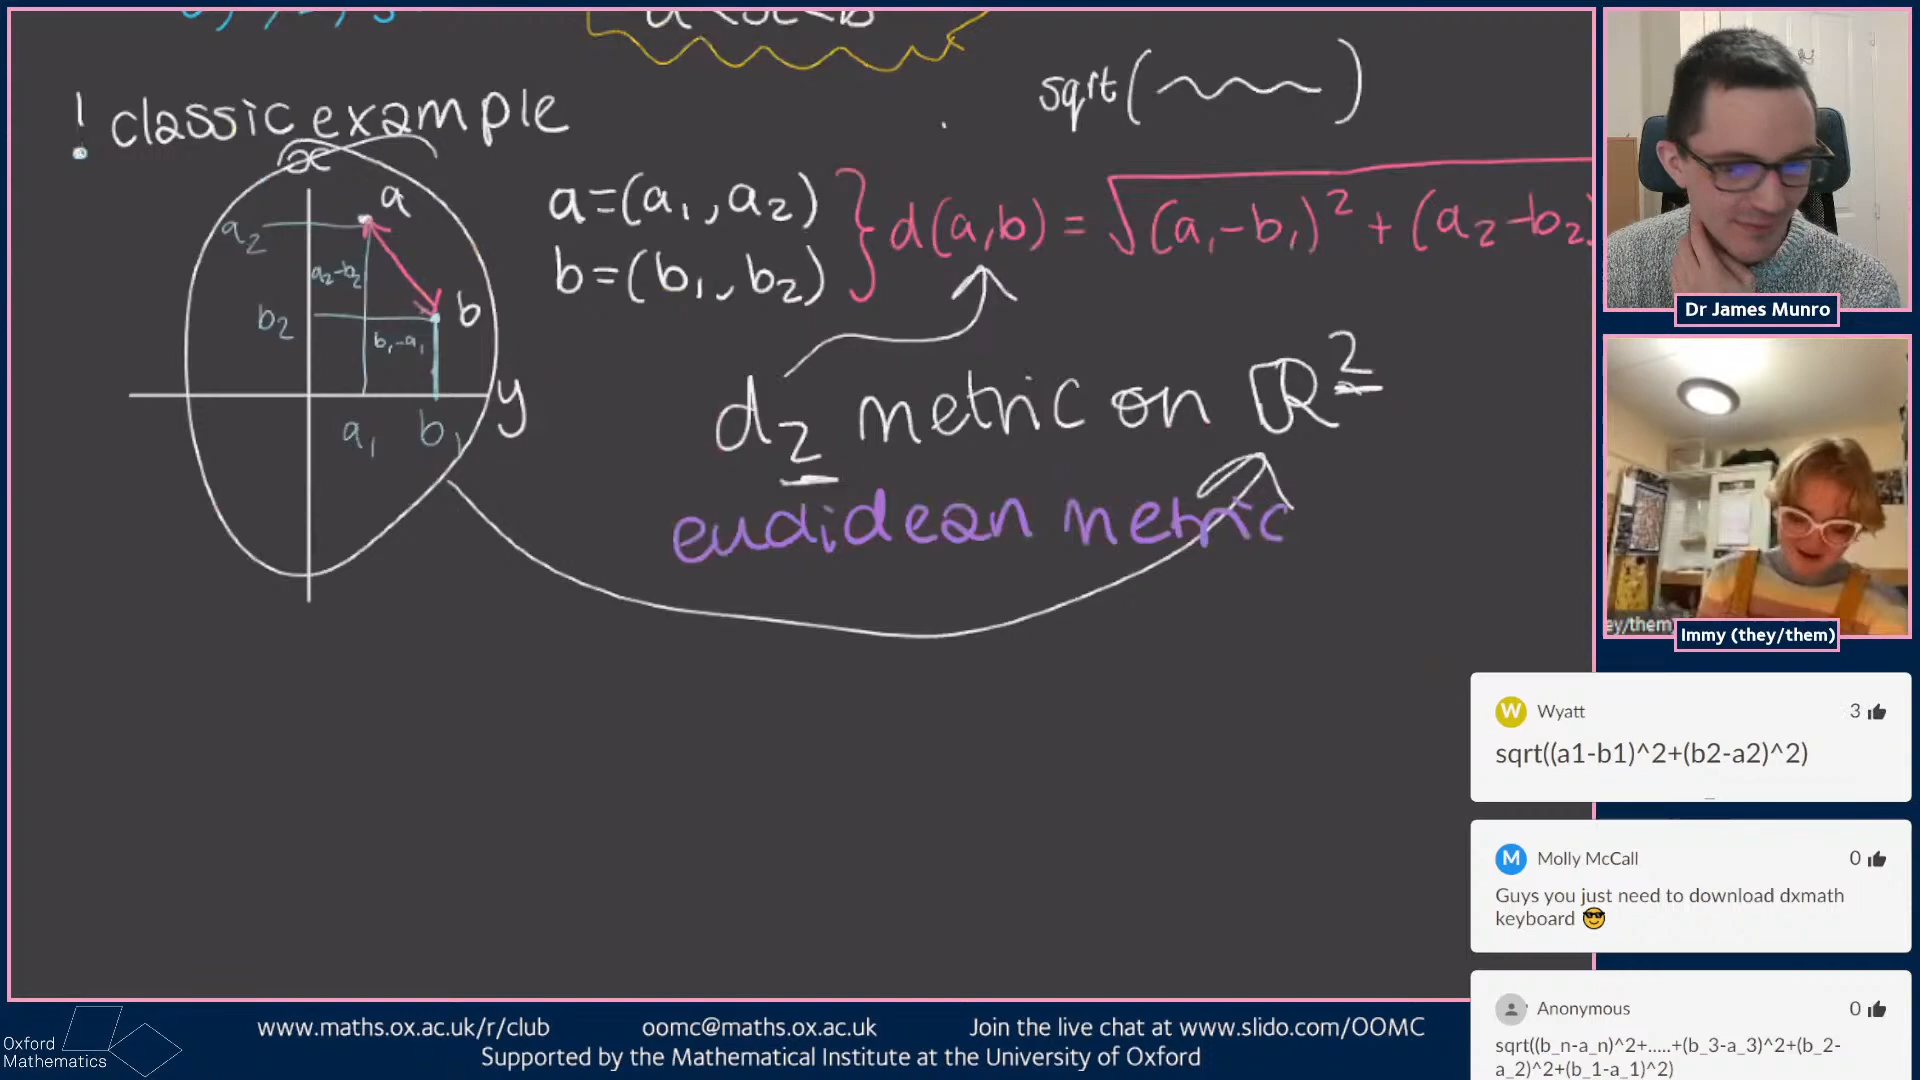 a<x<b
sqrt( )
! classic example
x
a
a2
a2-b2
b2
b
b1-a1
y
a1 b1
a=(a1,a2)
b=(b1,b2)
d(a,b) = √(a1-b1)² + (a2-b2)
d2 metric on ℝ²
euclidean metric
Dr James Munro
ey/them)
Immy (they/them)
W Wyatt 3
sqrt((a1-b1)^2+(b2-a2)^2)
M Molly McCall 0
Guys you just need to download dxmath
keyboard 😎
Anonymous 0
sqrt((b_n-a_n)^2+.....+(b_3-a_3)^2+(b_2-
a_2)^2+(b_1-a_1)^2)
Oxford
Mathematics
www.maths.ox.ac.uk/r/club oomc@maths.ox.ac.uk Join the live chat at www.slido.com/OOMC
Supported by the Mathematical Institute at the University of Oxford